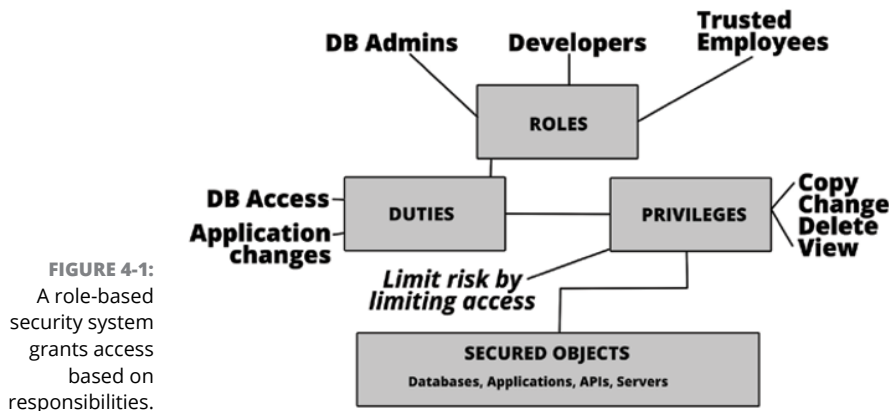 DB Admins
Developers
Trusted
Employees
ROLES
DB Access
Application
changes
DUTIES
PRIVILEGES
Copy
Change
Delete
View
Limit risk by
limiting access
SECURED OBJECTS
Databases, Applications, APIs, Servers
FIGURE 4-1:
A role-based
security system
grants access
based on
responsibilities.